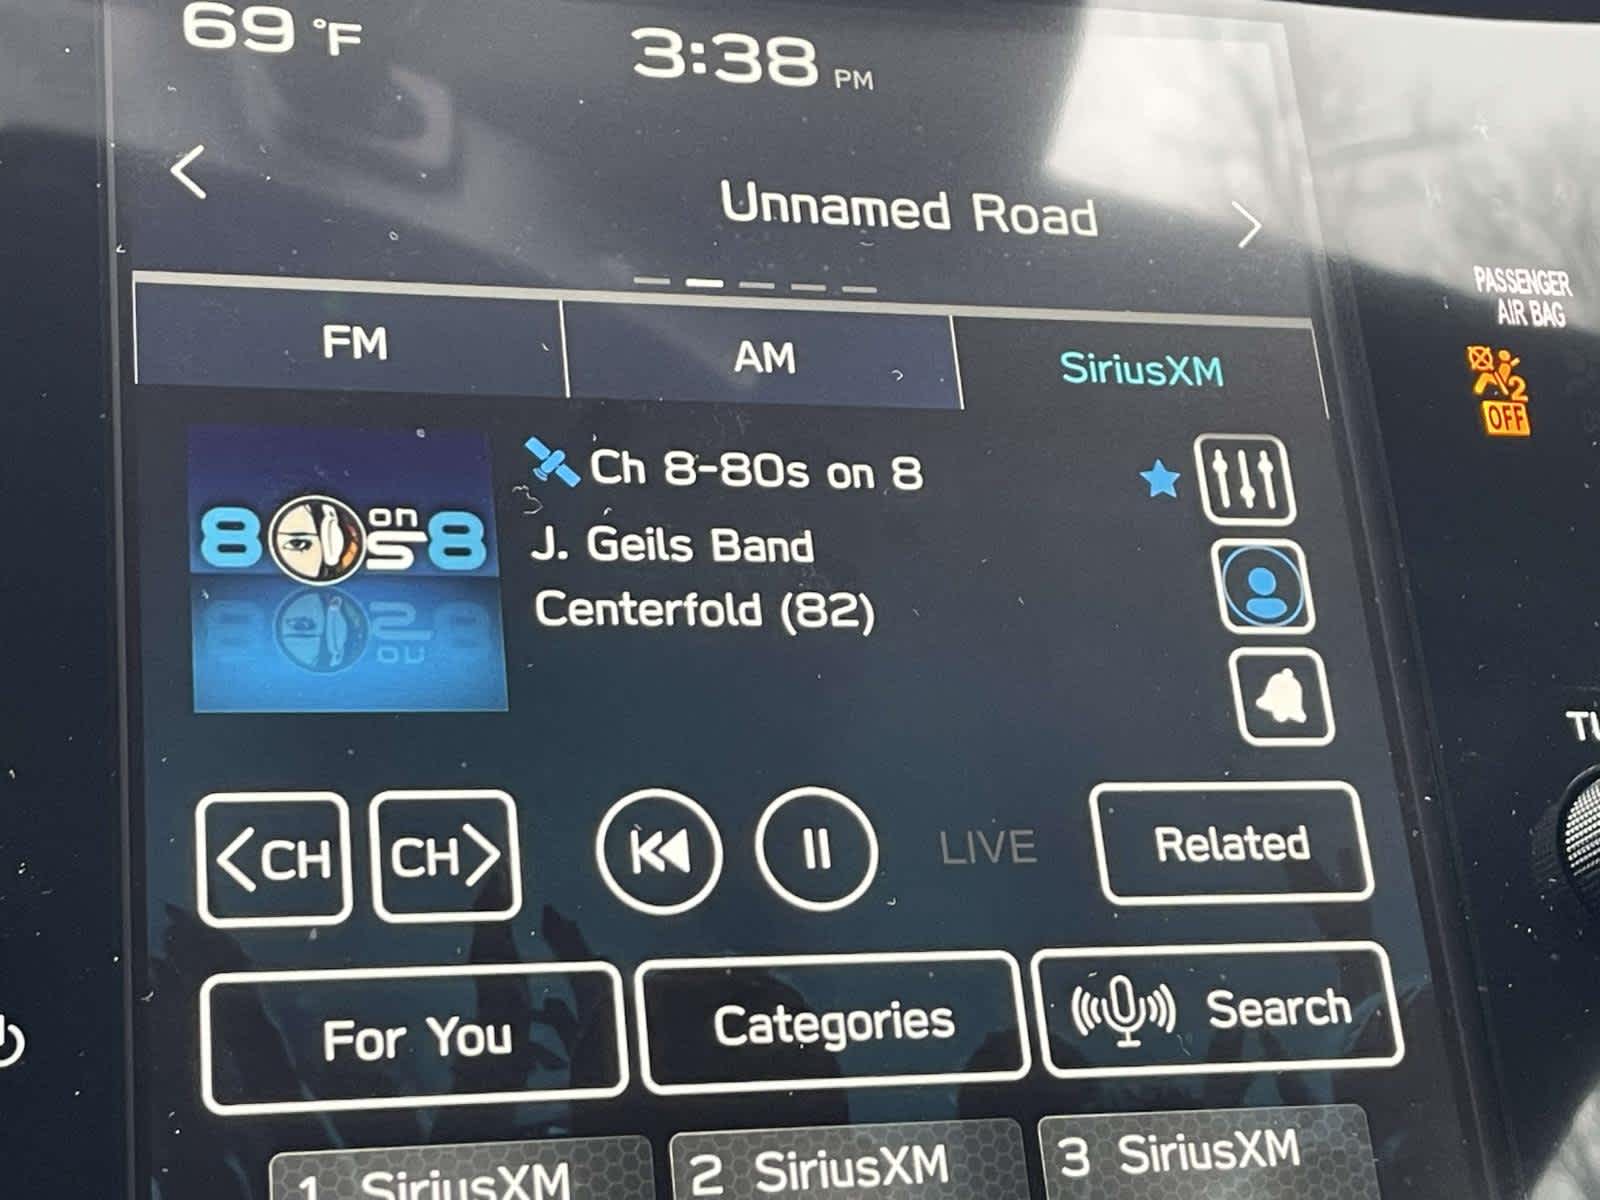 69 °F
3:38 PM
Unnamed Road
PASSENGER
AIR BAG
2
OFF
FM
AM
SiriusXM
80s on 8
Ch 8-80s on 8
J. Geils Band
Centerfold (82)
<CH
CH>
LIVE
Related
For You
Categories
Search
1 SiriusXM
2 SiriusXM
3 SiriusXM